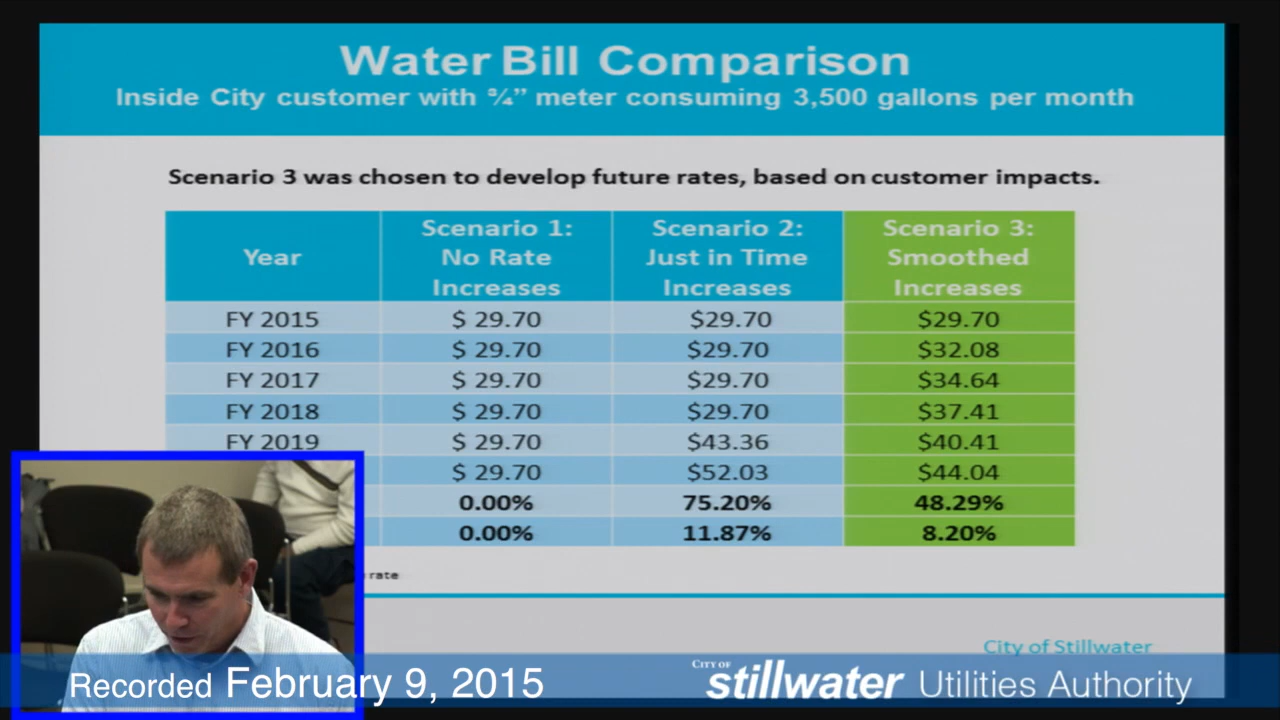 Water Bill Comparison
Inside City customer with ¾” meter consuming 3,500 gallons per month
Scenario 3 was chosen to develop future rates, based on customer impacts.
Year
Scenario 1:
No Rate
Increases
Scenario 2:
Just in Time
Increases
Scenario 3:
Smoothed
Increases
FY 2015 $ 29.70 $29.70 $29.70
FY 2016 $ 29.70 $29.70 $32.08
FY 2017 $ 29.70 $29.70 $34.64
FY 2018 $ 29.70 $29.70 $37.41
FY 2019 $ 29.70 $43.36 $40.41
$ 29.70 $52.03 $44.04
0.00% 75.20% 48.29%
0.00% 11.87% 8.20%
rate
City of Stillwater
Recorded February 9, 2015
CITY OF stillwater Utilities Authority